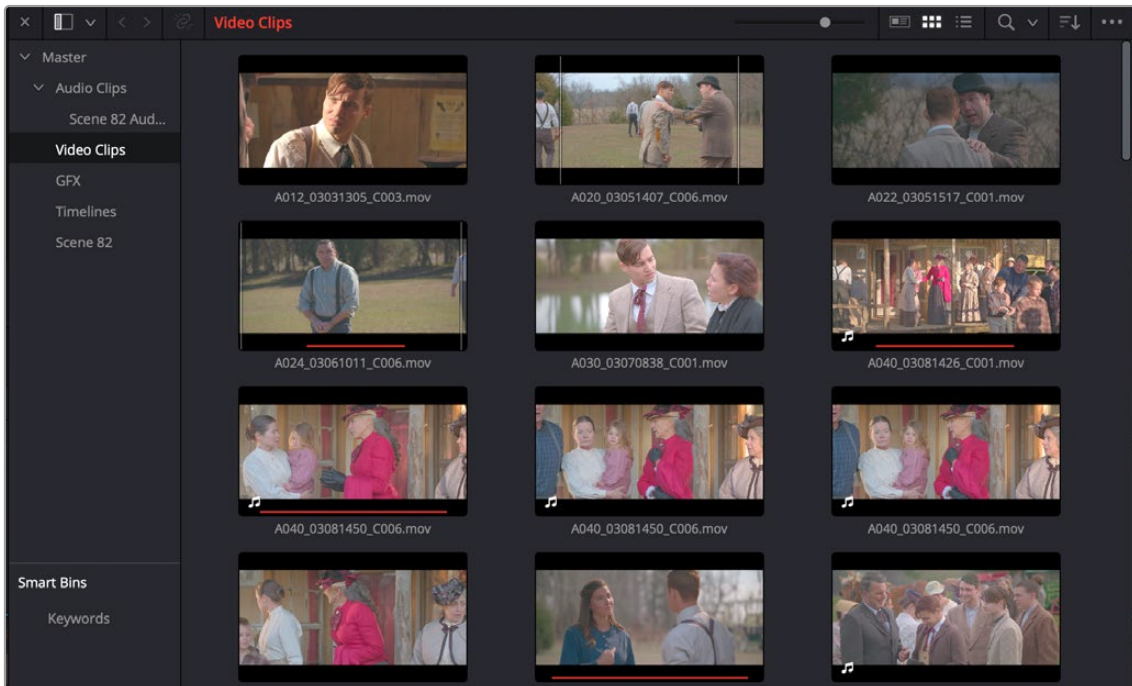 Video Clips
Master
Audio Clips
Scene 82 Aud...
Video Clips
GFX
Timelines
Scene 82
Smart Bins
Keywords
A012_03031305_C003.mov
A020_03051407_C006.mov
A022_03051517_C001.mov
A024_03061011_C006.mov
A030_03070838_C001.mov
A040_03081426_C001.mov
A040_03081450_C006.mov
A040_03081450_C006.mov
A040_03081450_C006.mov